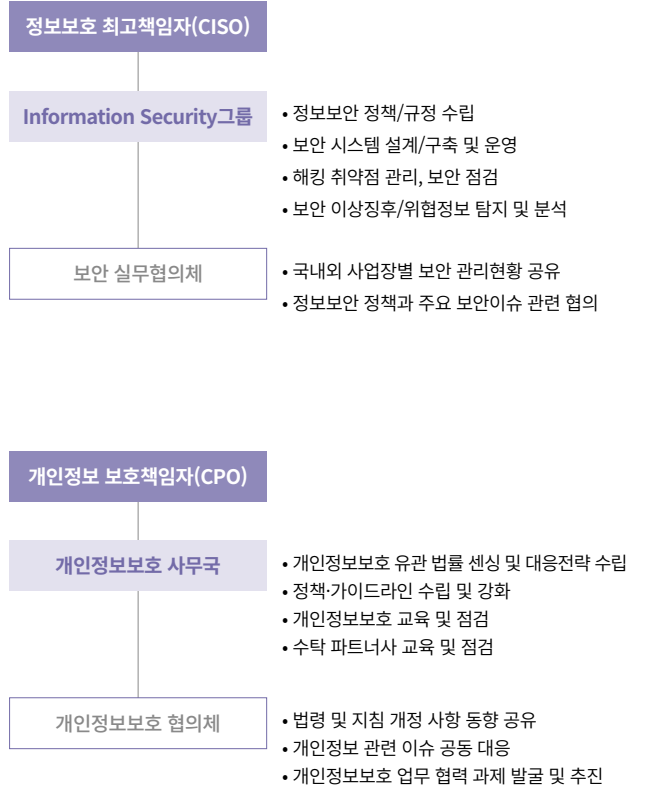 정보보호 최고책임자(CISO)
Information Security그룹
• 정보보안 정책/규정 수립
• 보안 시스템 설계/구축 및 운영
• 해킹 취약점 관리, 보안 점검
• 보안 이상징후/위협정보 탐지 및 분석
보안 실무협의체
• 국내외 사업장별 보안 관리현황 공유
• 정보보안 정책과 주요 보안이슈 관련 협의
개인정보 보호책임자(CPO)
개인정보보호 사무국
• 개인정보보호 유관 법률 센싱 및 대응전략 수립
• 정책·가이드라인 수립 및 강화
• 개인정보보호 교육 및 점검
• 수탁 파트너사 교육 및 점검
개인정보보호 협의체
• 법령 및 지침 개정 사항 동향 공유
• 개인정보 관련 이슈 공동 대응
• 개인정보보호 업무 협력 과제 발굴 및 추진